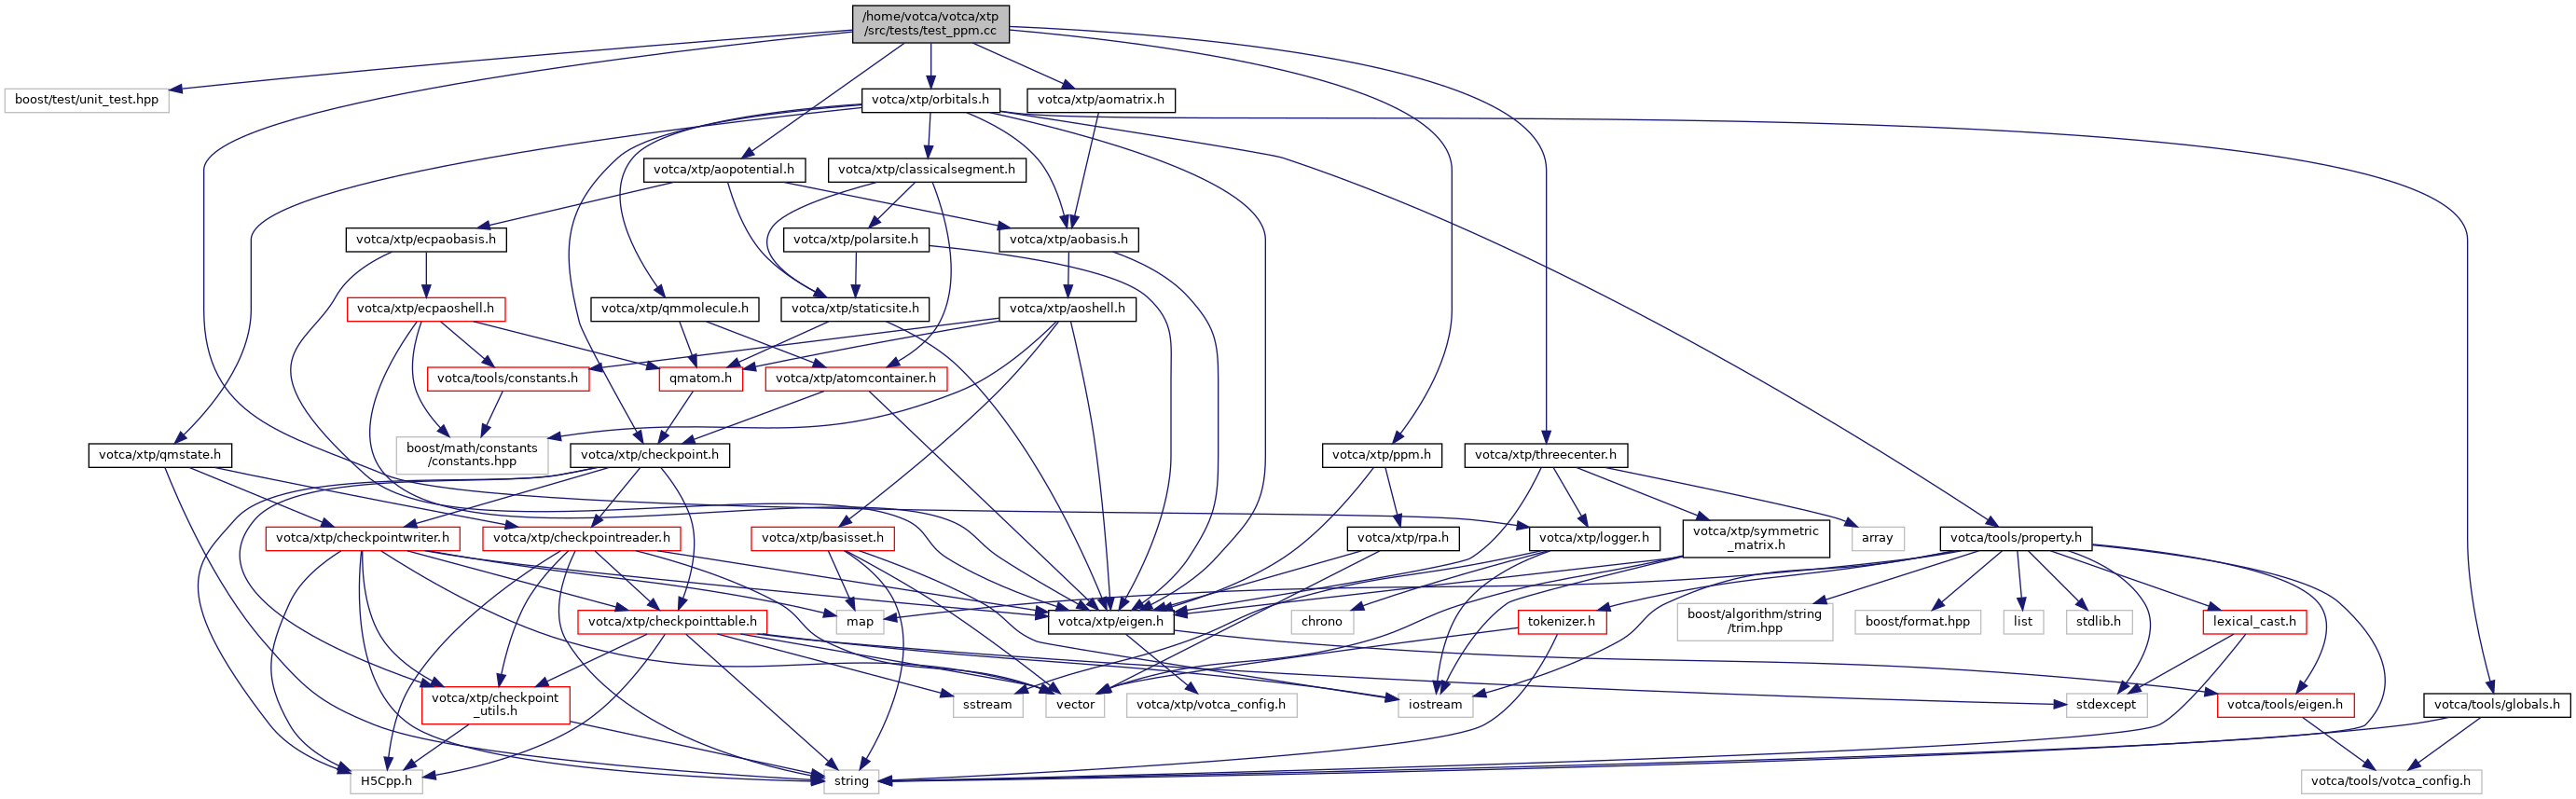 /home/votca/votca/xtp
/src/tests/test_ppm.cc
boost/test/unit_test.hpp
votca/xtp/orbitals.h
votca/xtp/aomatrix.h
votca/xtp/aopotential.h
votca/xtp/classicalsegment.h
votca/xtp/ecpaobasis.h
votca/xtp/polarsite.h
votca/xtp/aobasis.h
votca/xtp/ecpaoshell.h
votca/xtp/qmmolecule.h
votca/xtp/staticsite.h
votca/xtp/aoshell.h
votca/tools/constants.h
qmatom.h
votca/xtp/atomcontainer.h
votca/xtp/qmstate.h
boost/math/constants
/constants.hpp
votca/xtp/checkpoint.h
votca/xtp/ppm.h
votca/xtp/threecenter.h
votca/xtp/checkpointwriter.h
votca/xtp/checkpointreader.h
votca/xtp/basisset.h
votca/xtp/rpa.h
votca/xtp/logger.h
votca/xtp/symmetric
_matrix.h
array
votca/tools/property.h
votca/xtp/checkpointtable.h
map
votca/xtp/eigen.h
chrono
tokenizer.h
boost/algorithm/string
/trim.hpp
boost/format.hpp
list
stdlib.h
lexical_cast.h
votca/xtp/checkpoint
_utils.h
sstream
vector
votca/xtp/votca_config.h
iostream
stdexcept
votca/tools/eigen.h
votca/tools/globals.h
H5Cpp.h
string
votca/tools/votca_config.h